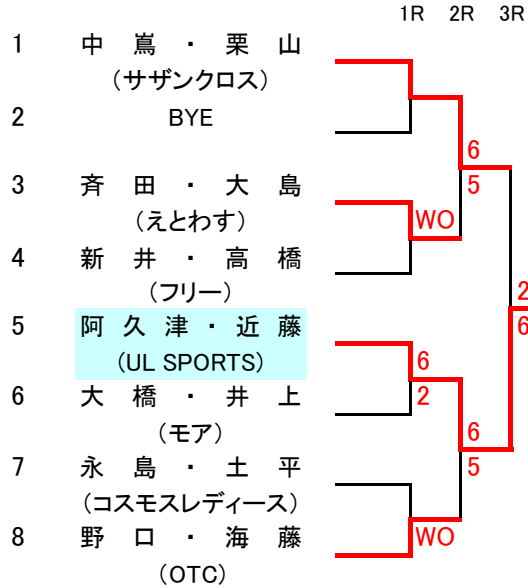 1R 2R 3R
1 中 嶌 ・ 栗 山
(サザンクロス)
2 BYE
6
3 斉 田 ・ 大 島
5
(えとわす)
WO
4 新 井 ・ 高 橋
(フリー)
2
5 阿 久 津 ・ 近 藤
6
(UL SPORTS)
6
6 大 橋 ・ 井 上
2
(モア)
6
7 永 島 ・ 土 平
5
(コスモスレディース)
8 野 口 ・ 海 藤
WO
(OTC)